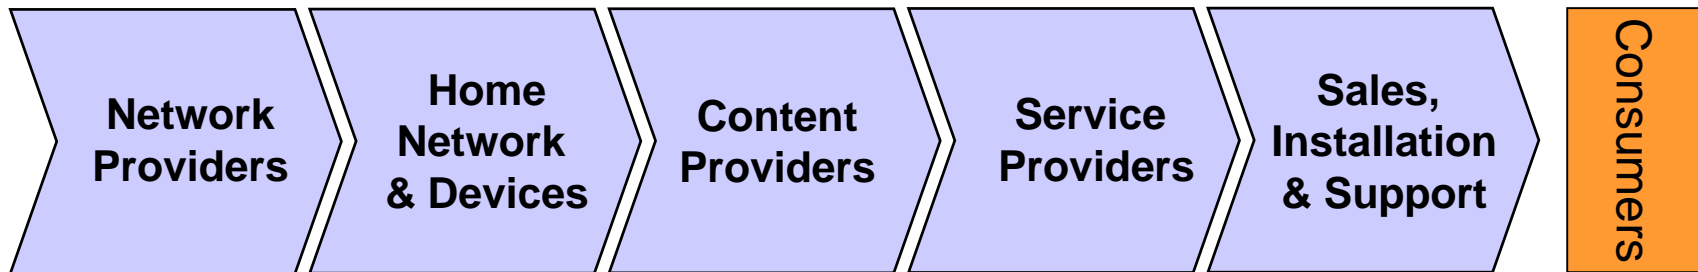 Network
Providers
Home
Network
& Devices
Content
Providers
Service
Providers
Sales,
Installation
& Support
Consumers